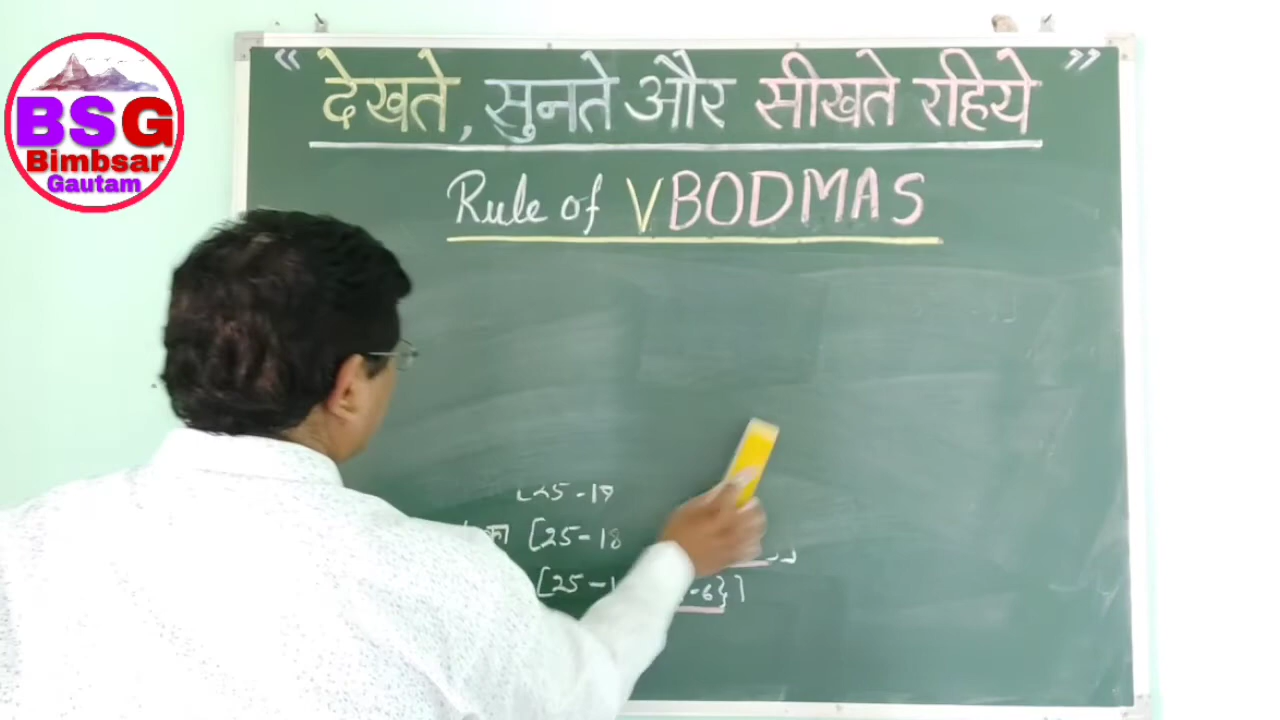 BSG
Bimbsar
Gautam
“देखते, सुनते और सीखते रहिये”
Rule of VBODMAS
[25-19
का [25-18
[25-1 -6}]